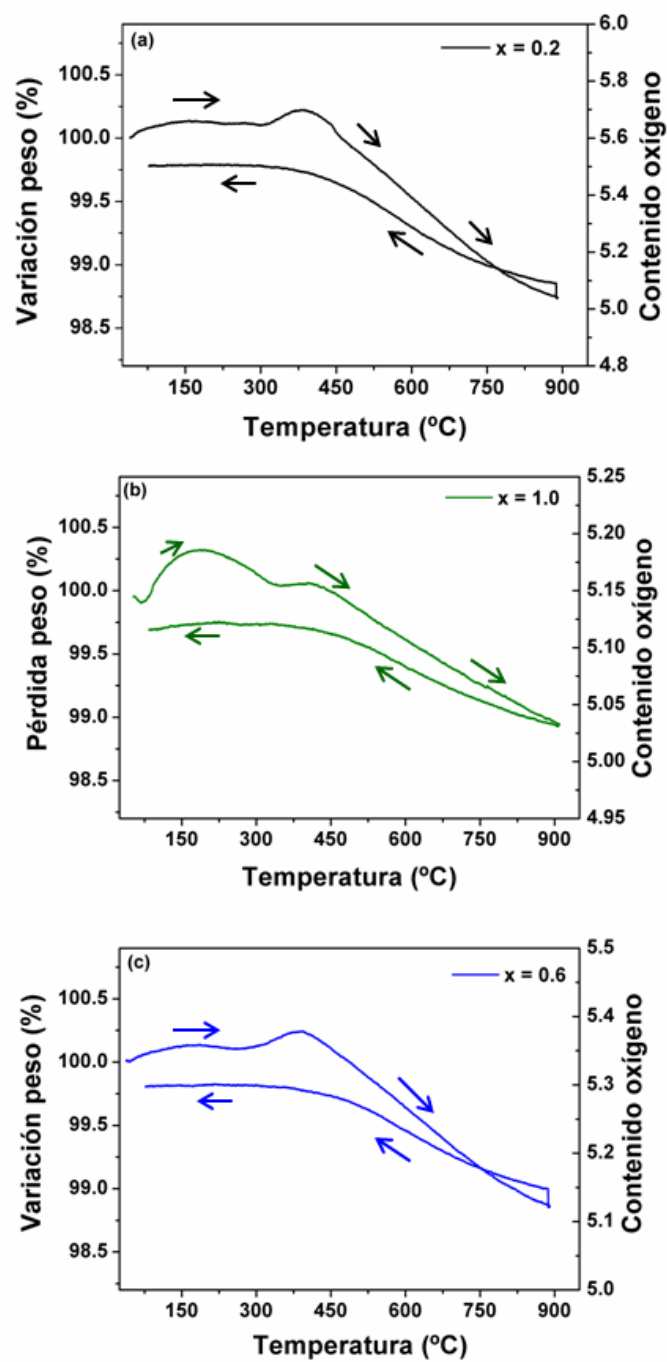 (a)
x = 0.2
Variación peso (%)
100.5
100.0
99.5
99.0
98.5
6.0
5.8
5.6
5.4
5.2
5.0
4.8
Contenido oxígeno
150 300 450 600 750 900
Temperatura (ºC)
(b)
x = 1.0
Pérdida peso (%)
100.5
100.0
99.5
99.0
98.5
5.25
5.20
5.15
5.10
5.05
5.00
4.95
Contenido oxígeno
150 300 450 600 750 900
Temperatura (ºC)
(c)
x = 0.6
Variación peso (%)
100.5
100.0
99.5
99.0
98.5
5.5
5.4
5.3
5.2
5.1
5.0
Contenido oxígeno
150 300 450 600 750 900
Temperatura (ºC)